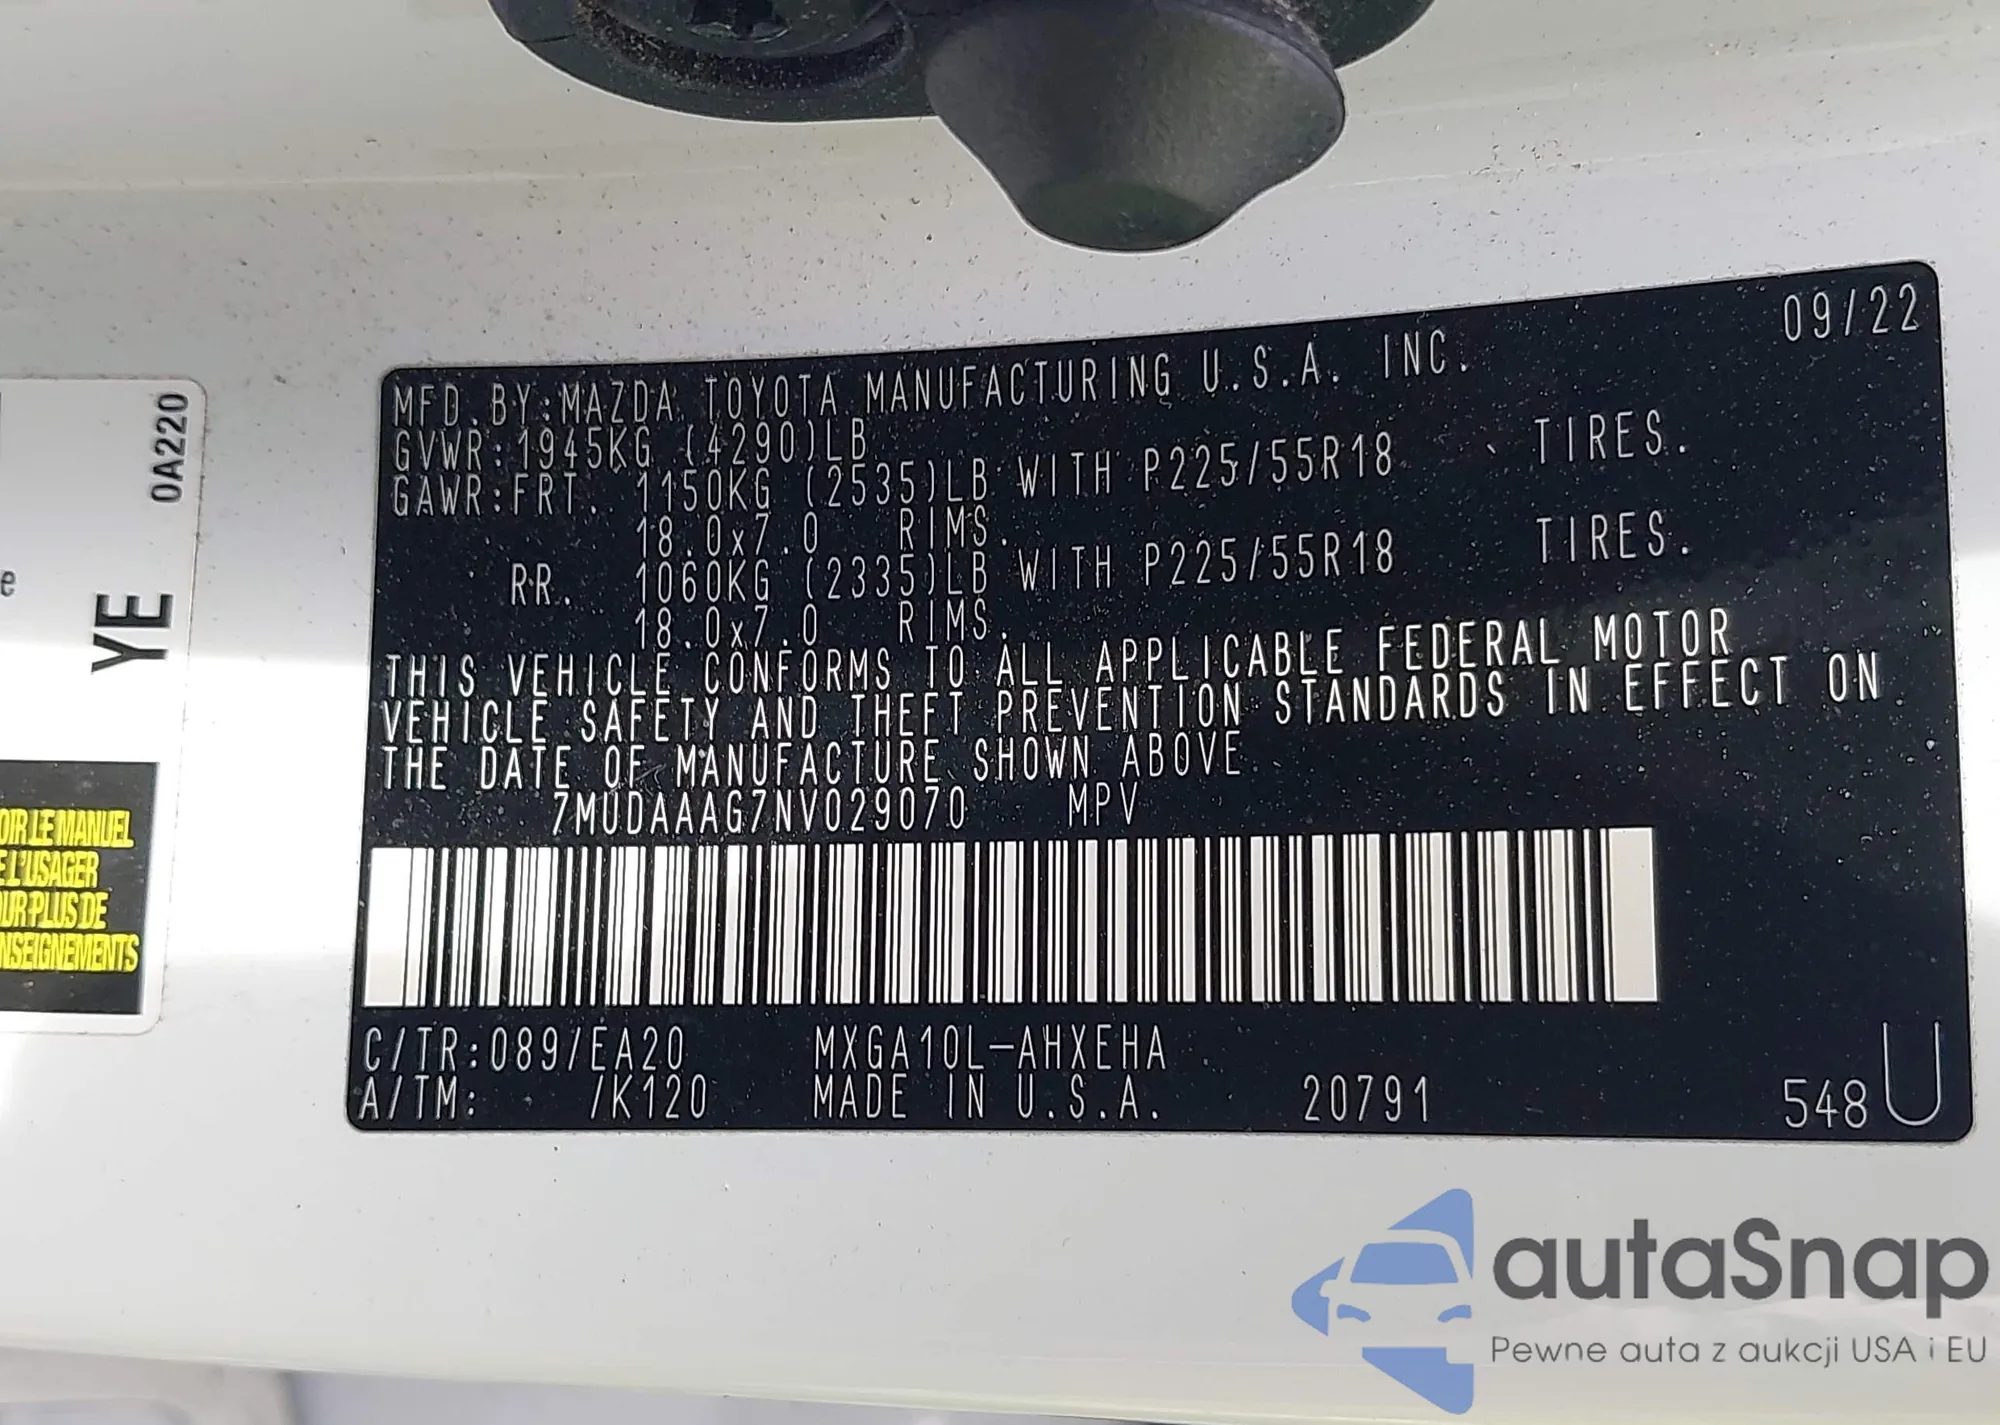 09/22
MFD. BY: MAZDA TOYOTA MANUFACTURING U.S.A. INC.
GVWR: 1945KG (4290)LB
GAWR: FRT. 1150KG (2535)LB WITH P225/55R18 TIRES.
18.0x7.0 RIMS.
RR. 1060KG (2335)LB WITH P225/55R18 TIRES.
18.0x7.0 RIMS.
THIS VEHICLE CONFORMS TO ALL APPLICABLE FEDERAL MOTOR
VEHICLE SAFETY AND THEFT PREVENTION STANDARDS IN EFFECT ON
THE DATE OF MANUFACTURE SHOWN ABOVE.
7MUDAAAG7NV029070 MPV
C/TR: 089/EA20 MXGA10L-AHXEHA
A/TM: /K120 MADE IN U.S.A. 20791 548 U
0A220
YE
LE MANUEL
L'USAGER
PLUS DE
autaSnap
Pewne auta z aukcji USA i EU